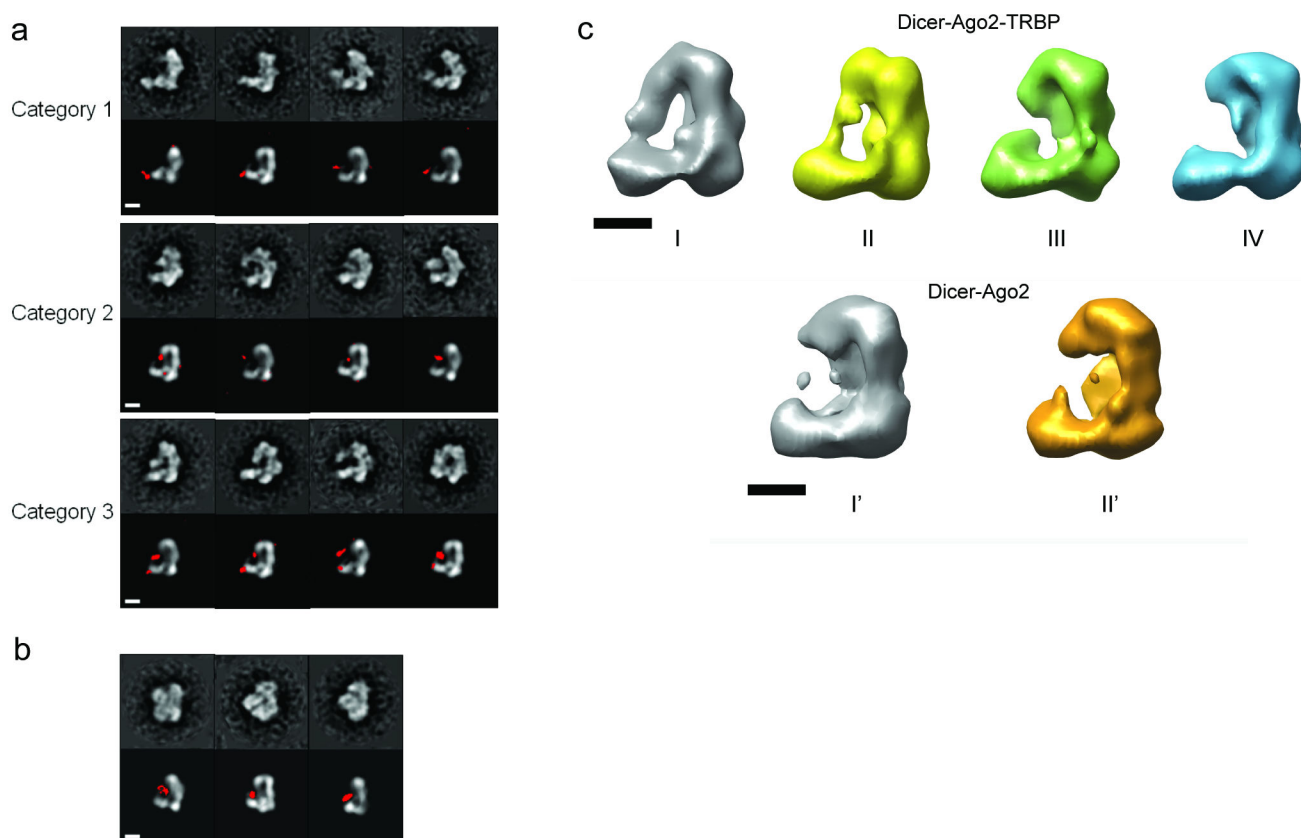 a
Category 1
Category 2
Category 3
b
c
Dicer-Ago2-TRBP
I
II
III
IV
Dicer-Ago2
I’
II’